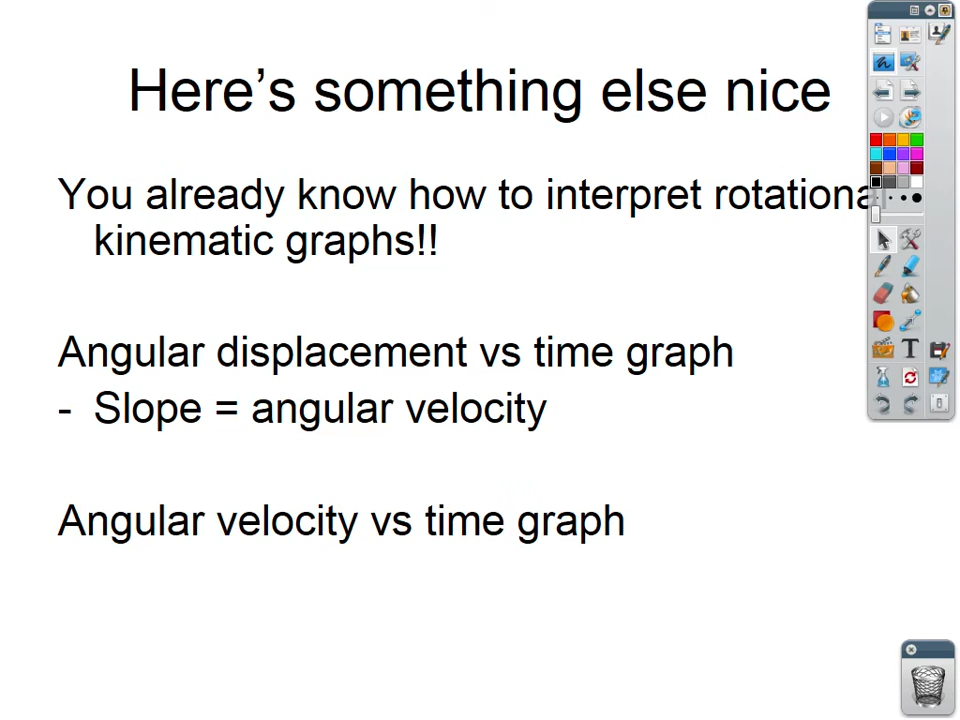 Here's something else nice
You already know how to interpret rotational
kinematic graphs!!
Angular displacement vs time graph
- Slope = angular velocity
Angular velocity vs time graph